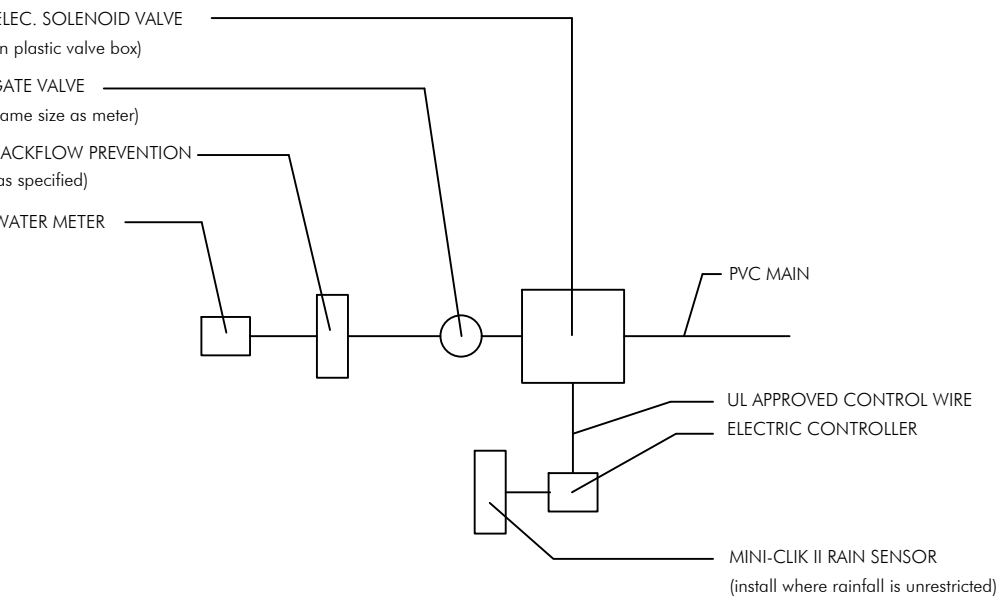 ELEC. SOLENOID VALVE
n plastic valve box)
GATE VALVE
ame size as meter)
ACKFLOW PREVENTION
as specified)
WATER METER
PVC MAIN
UL APPROVED CONTROL WIRE
ELECTRIC CONTROLLER
MINI-CLIK II RAIN SENSOR
(install where rainfall is unrestricted)